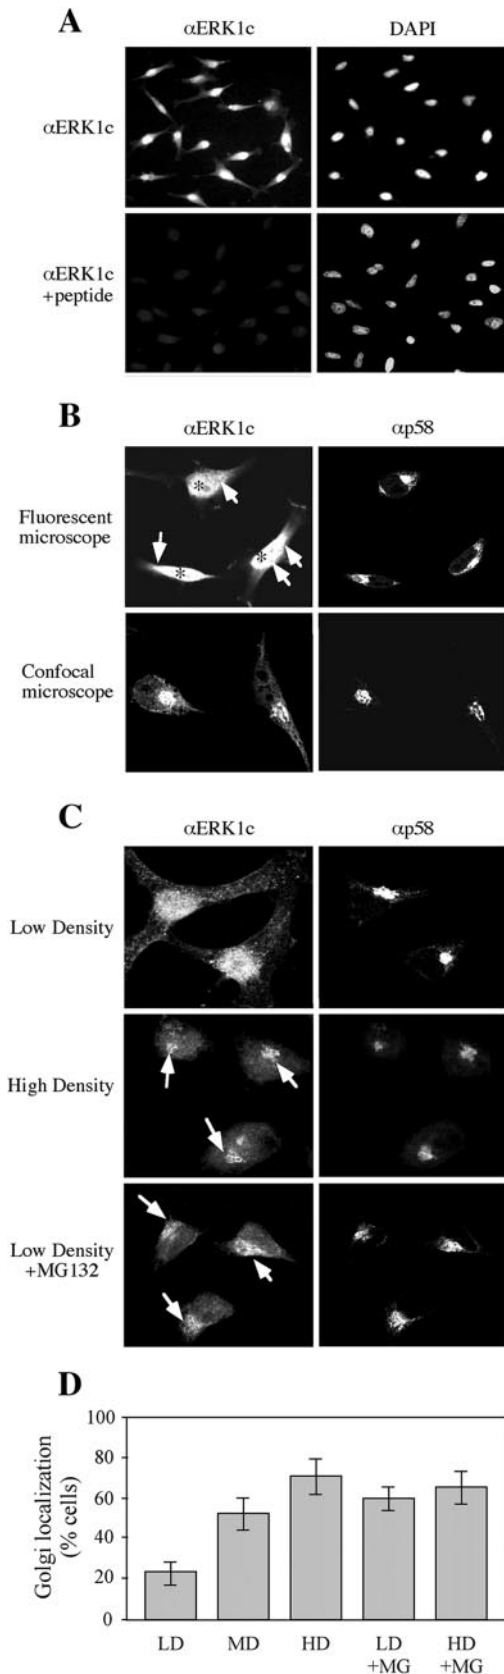 A
αERK1c DAPI
αERK1c
αERK1c
+peptide
B
αERK1c αp58
Fluorescent
microscope
* * *
Confocal
microscope
C
αERK1c αp58
Low Density
High Density
Low Density
+MG132
D
Golgi localization
(% cells)
100
80
60
40
20
0
LD MD HD LD HD
+MG +MG